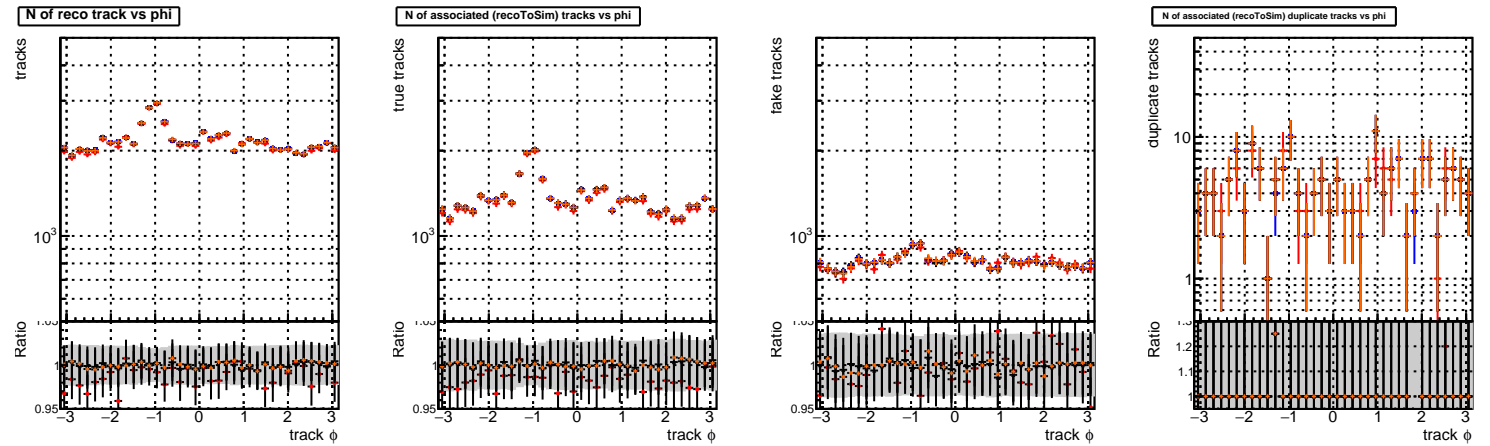 N of reco track vs phi
tracks
10³
Ratio
1
0.95
−3 −2 −1 0 1 2 3
track ϕ
N of associated (recoToSim) tracks vs phi
true tracks
10³
Ratio
1
0.95
−3 −2 −1 0 1 2 3
track ϕ
fake tracks
10³
Ratio
1
0.95
−3 −2 −1 0 1 2 3
track ϕ
N of associated (recoToSim) duplicate tracks vs phi
duplicate tracks
10
1
Ratio
1.3
1.2
1.1
1
−3 −2 −1 0 1 2 3
track ϕ